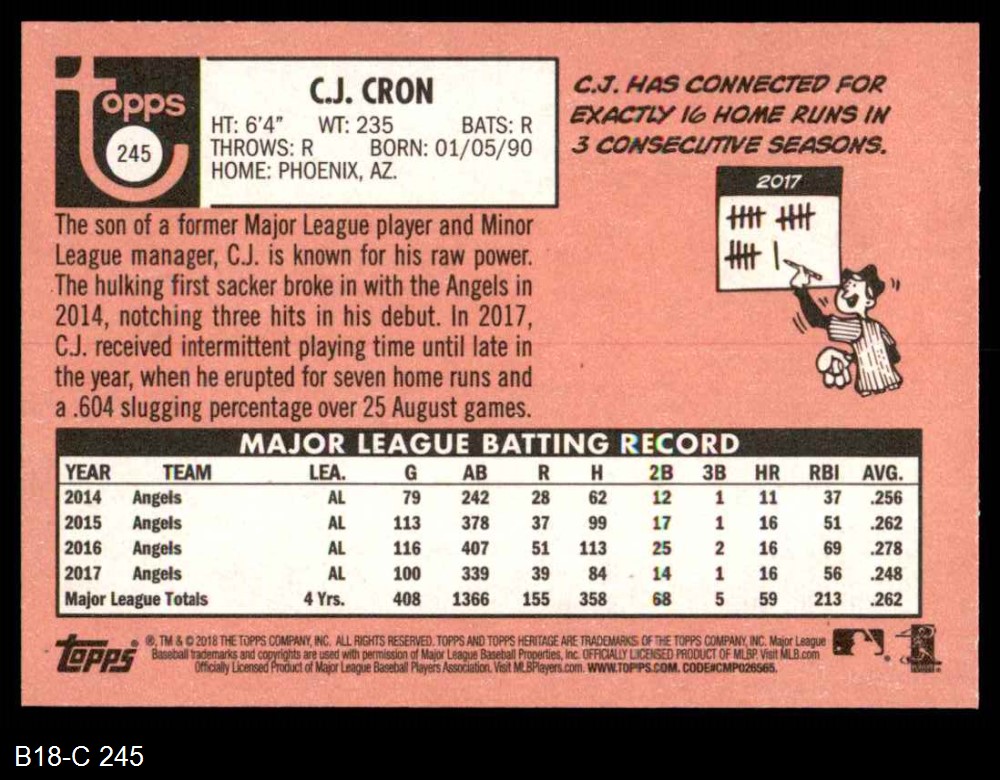 Topps
245
C.J. CRON
HT: 6'4" WT: 235 BATS: R
THROWS: R BORN: 01/05/90
HOME: PHOENIX, AZ.
C.J. HAS CONNECTED FOR
EXACTLY 16 HOME RUNS IN
3 CONSECUTIVE SEASONS.
2017
The son of a former Major League player and Minor
League manager, C.J. is known for his raw power.
The hulking first sacker broke in with the Angels in
2014, notching three hits in his debut. In 2017,
C.J. received intermittent playing time until late in
the year, when he erupted for seven home runs and
a .604 slugging percentage over 25 August games.
MAJOR LEAGUE BATTING RECORD
YEAR TEAM LEA. G AB R H 2B 3B HR RBI AVG.
2014 Angels AL 79 242 28 62 12 1 11 37 .256
2015 Angels AL 113 378 37 99 17 1 16 51 .262
2016 Angels AL 116 407 51 113 25 2 16 69 .278
2017 Angels AL 100 339 39 84 14 1 16 56 .248
Major League Totals 4 Yrs. 408 1366 155 358 68 5 59 213 .262
Topps
®, TM & © 2018 THE TOPPS COMPANY, INC. ALL RIGHTS RESERVED. TOPPS AND TOPPS HERITAGE ARE TRADEMARKS OF THE TOPPS COMPANY, INC. Major League
Baseball trademarks and copyrights are used with permission of Major League Baseball Properties, Inc. OFFICIALLY LICENSED PRODUCT OF MLBP. Visit MLB.com
Officially Licensed Product of Major League Baseball Players Association. Visit MLBPlayers.com. WWW.TOPPS.COM. CODE#CMP026565.
B18-C 245